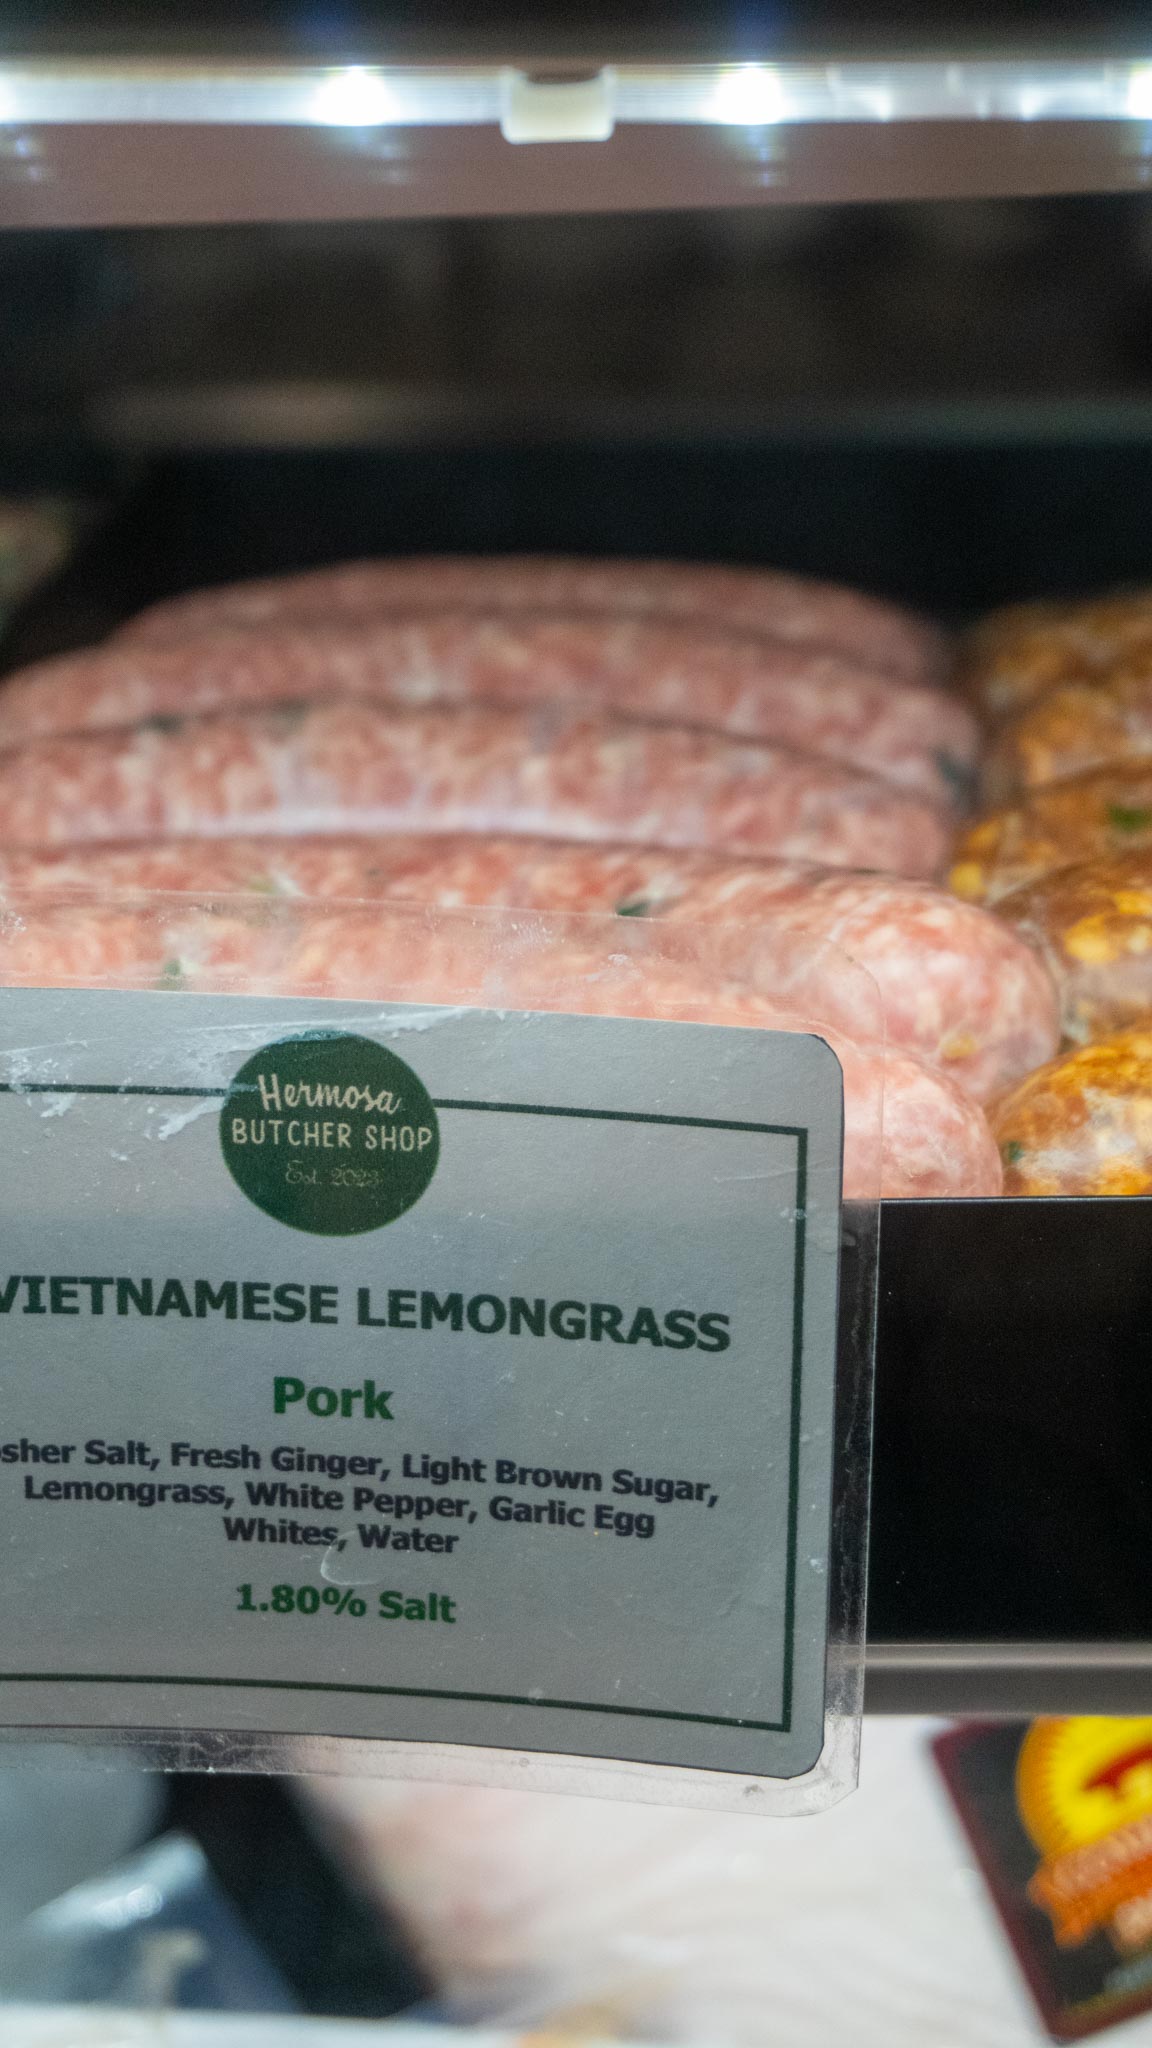 Hermosa
BUTCHER SHOP
Est. 2023
VIETNAMESE LEMONGRASS
Pork
osher Salt, Fresh Ginger, Light Brown Sugar,
Lemongrass, White Pepper, Garlic Egg
Whites, Water
1.80% Salt